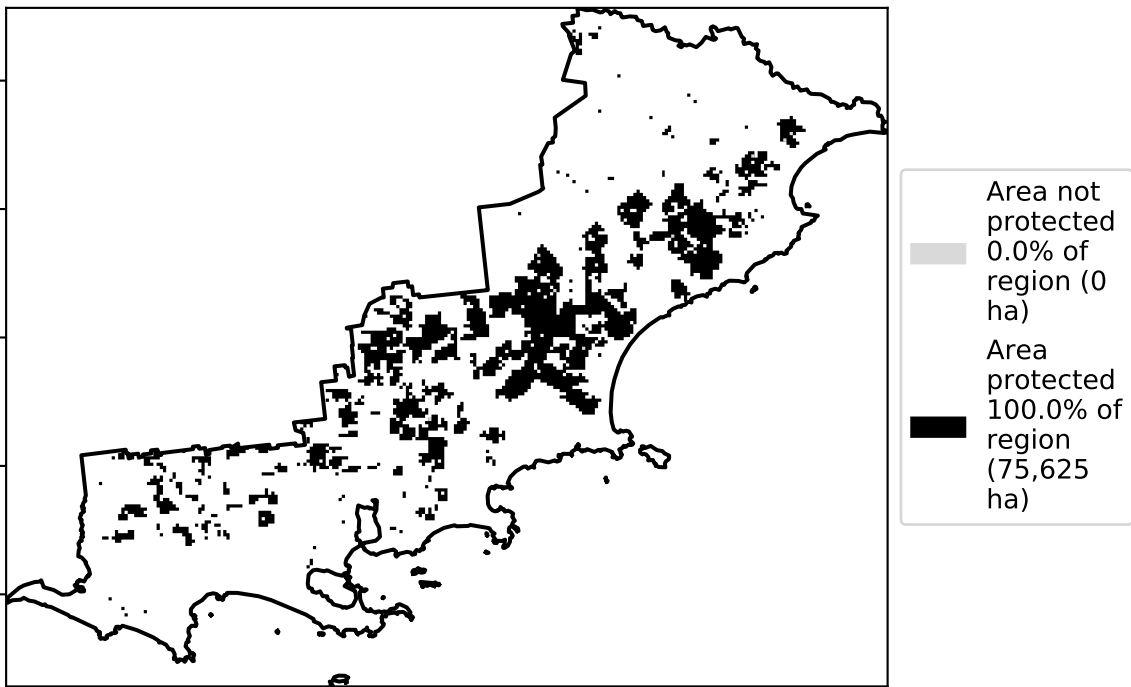 Area not
protected
0.0% of
region (0
ha)
Area
protected
100.0% of
region
(75,625
ha)